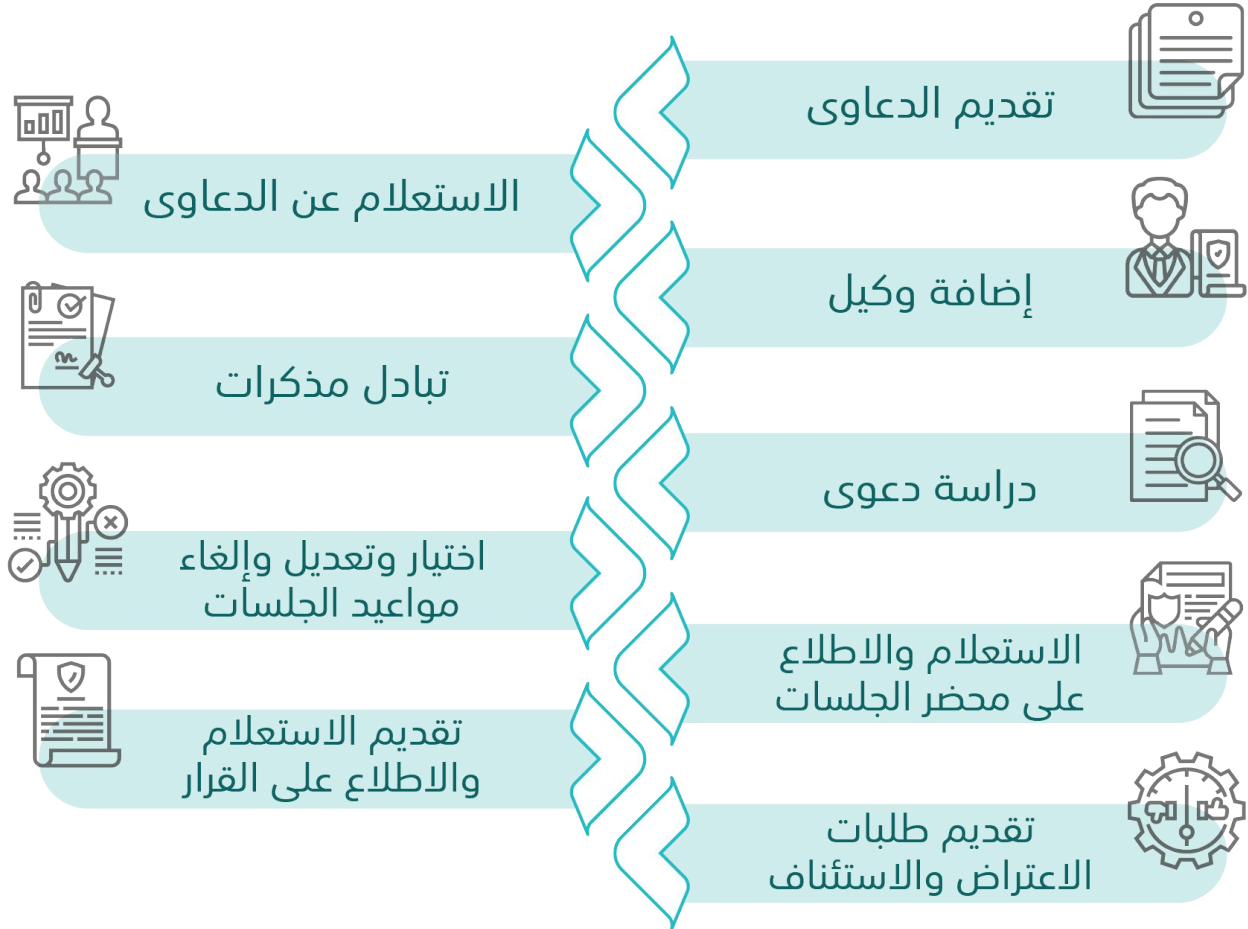 تقديم الدعاوى
الاستعلام عن الدعاوى
إضافة وكيل
تبادل مذكرات
دراسة دعوى
اختيار وتعديل وإلغاء
مواعيد الجلسات
الاستعلام والاطلاع
على محضر الجلسات
تقديم الاستعلام
والاطلاع على القرار
تقديم طلبات
الاعتراض والاستئناف